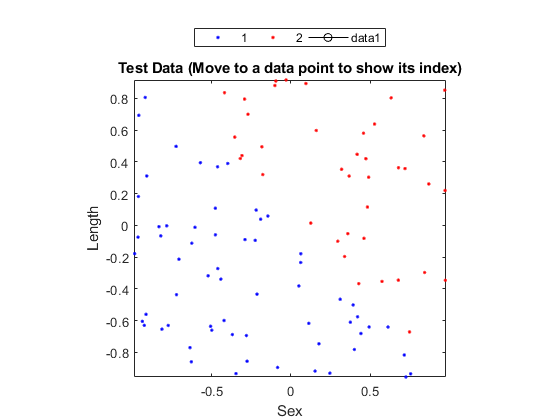 1 2 data1
Test Data (Move to a data point to show its index)
0.8
0.6
0.4
0.2
0
-0.2
-0.4
-0.6
-0.8
Length
-0.5 0 0.5
Sex